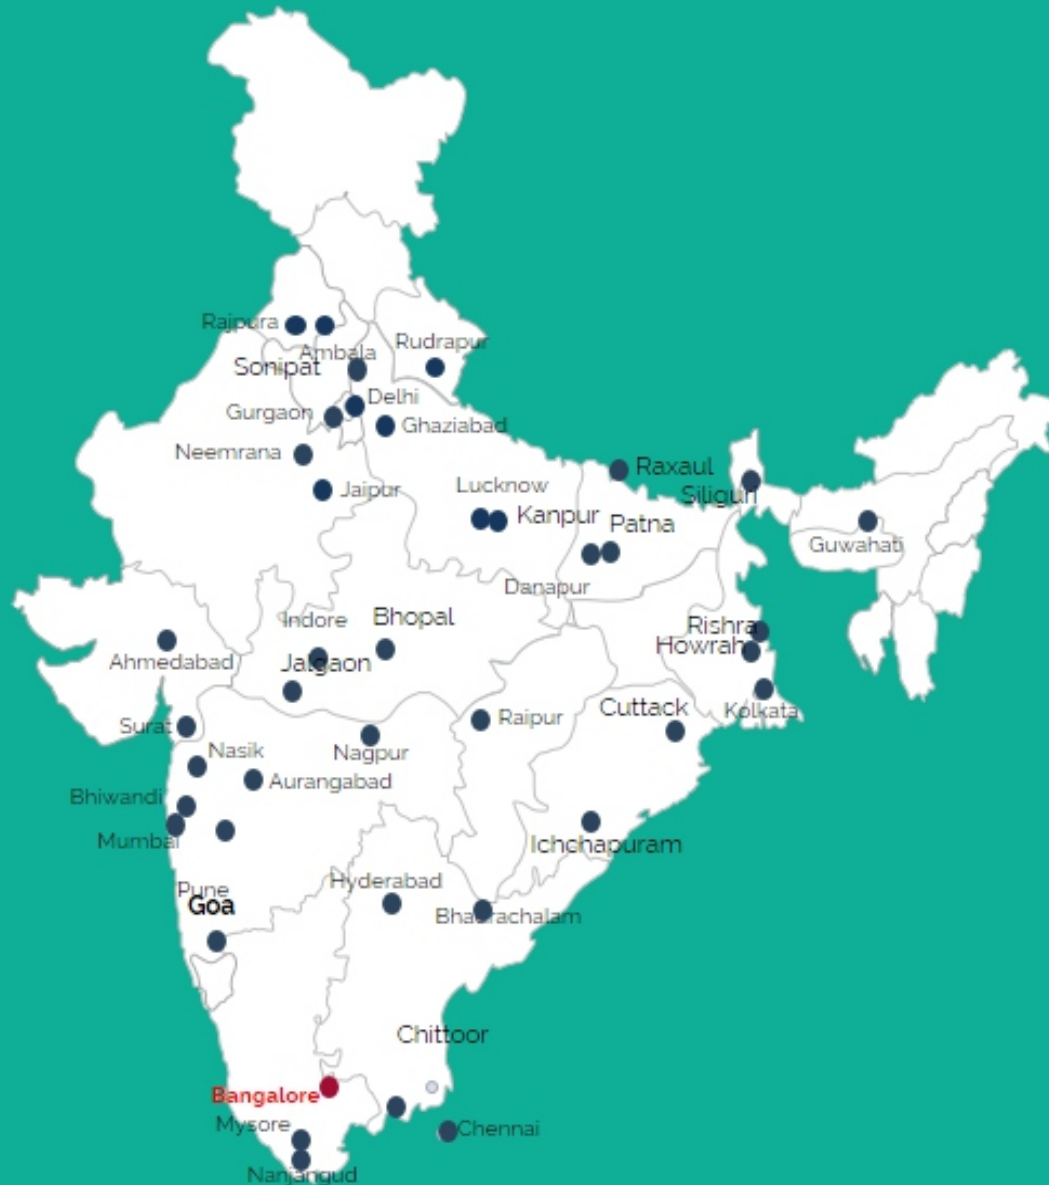 Rajpura
Rudrapur
Ambala
Sonipat
Delhi
Gurgaon
Ghaziabad
Neemrana
Raxaul
Lucknow
Siliguri
Jaipur
Kanpur
Patna
Guwahati
Danapur
Indore
Bhopal
Rishra
Howrah
Ahmedabad
Jalgaon
Cuttack
Kolkata
Raipur
Surat
Nasik
Nagpur
Aurangabad
Bhiwandi
Mumbai
Ichchapuram
Hyderabad
Pune
Goa
Bhadrachalam
Chittoor
Bangalore
Mysore
Chennai
Nanjangud